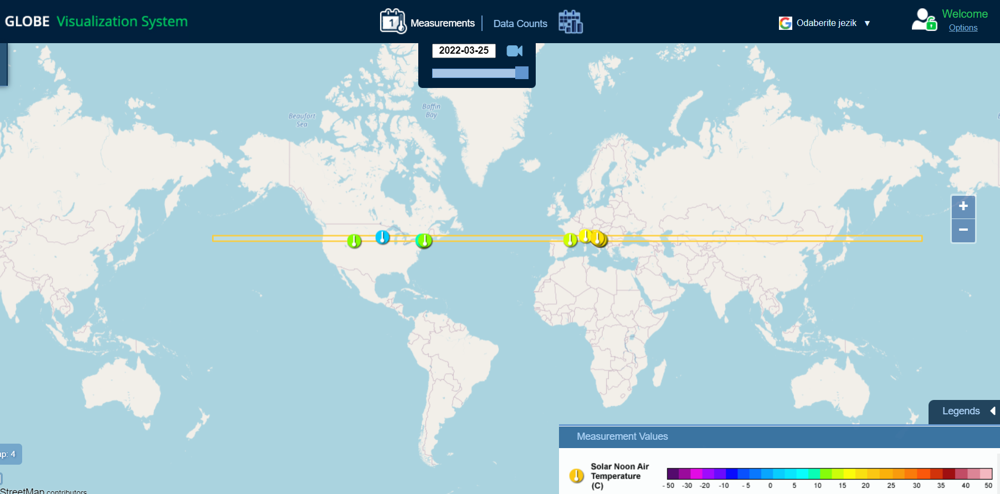 GLOBE Visualization System
1
Measurements
Data Counts
Odaberite jezik ▼
Welcome
Options
2022-03-25
Baffin
Bay
Beaufort
Sea
+
−
Legends
Measurement Values
Solar Noon Air
Temperature
(C)
-50 -30 -20 -10 -5 0 5 10 15 20 25 30 35 40 50
: 4
StreetMap contributors